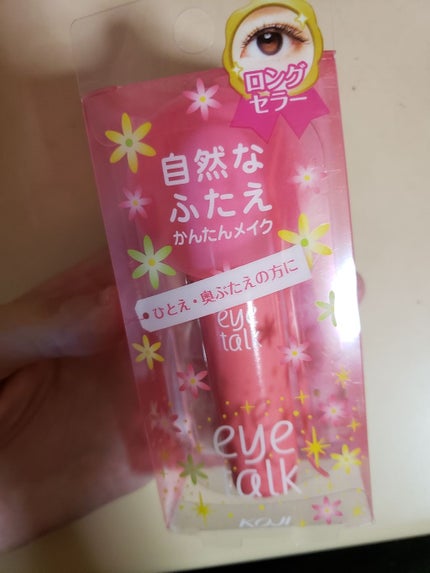 ロング
セラー
自然な
ふたえ
かんたんメイク
•ひとえ・奥ぶたえの方に
eye
talk
eye
talk
KOJI